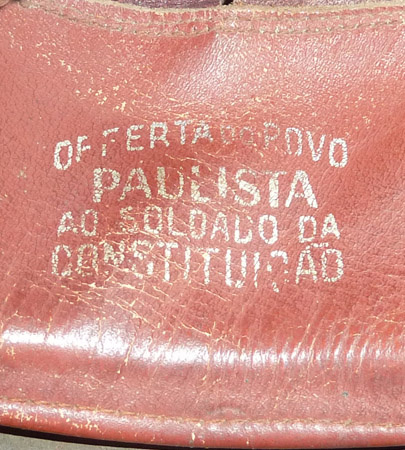 OFFERTA DO POVO
PAULISTA
AO SOLDADO DA
CONSTITUIÇÃO